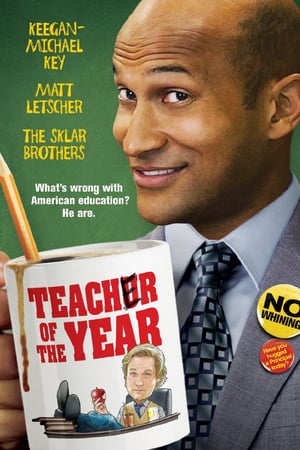 KEEGAN-
MICHAEL
KEY
MATT
LETSCHER
THE SKLAR
BROTHERS
What's wrong with
American education?
He are.
TEACHER
OF THE YEAR
NO
WHINING
Have you
hugged
a Principal
today?